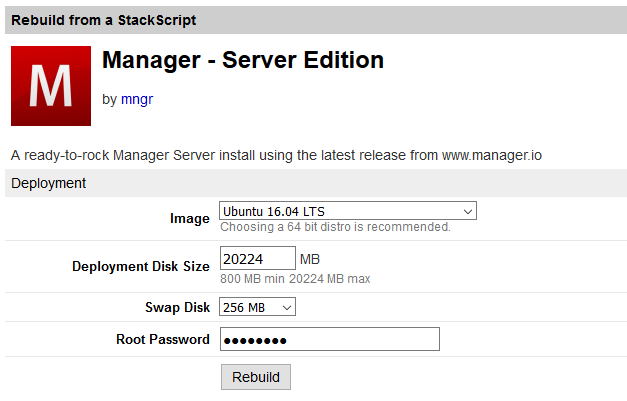 Rebuild from a StackScript
M
Manager - Server Edition
by mngr
A ready-to-rock Manager Server install using the latest release from www.manager.io
Deployment
Image Ubuntu 16.04 LTS
Choosing a 64 bit distro is recommended.
Deployment Disk Size 20224 MB
800 MB min 20224 MB max
Swap Disk 256 MB
Root Password ●●●●●●●●
Rebuild